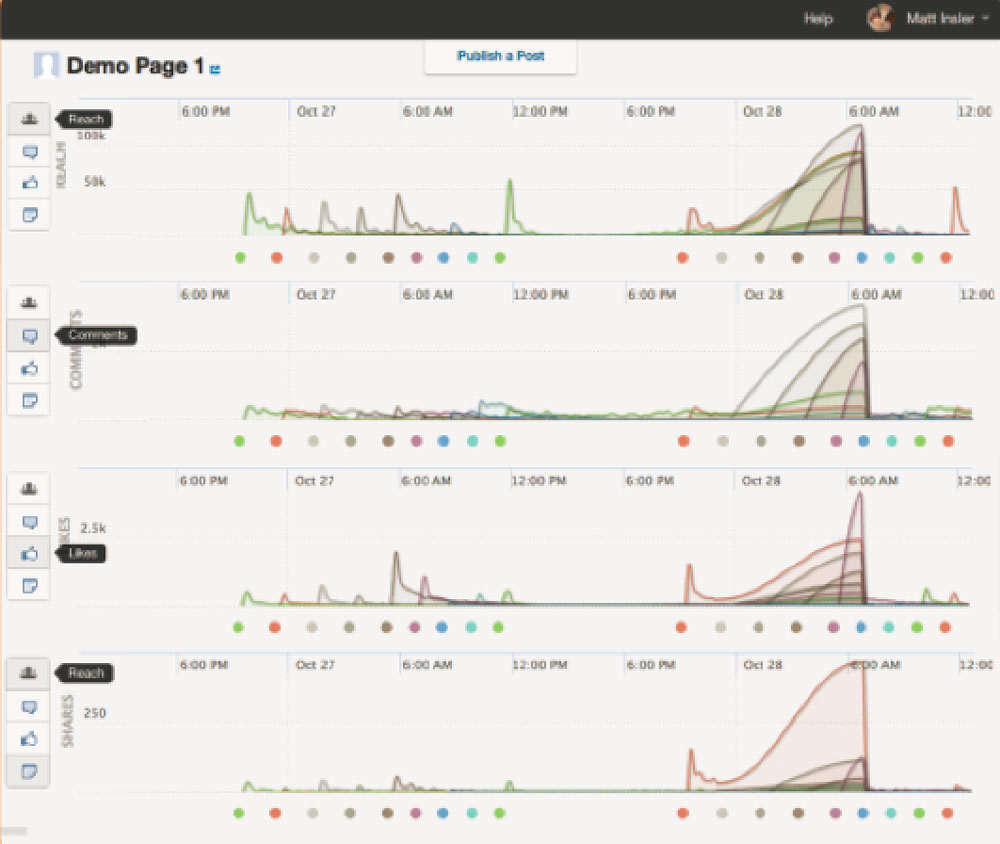 Help Matt Insler
Publish a Post
Demo Page 1
6:00 PM Oct 27 6:00 AM 12:00 PM 6:00 PM Oct 28 6:00 AM 12:00
Reach
100k
REACH
50k
6:00 PM Oct 27 6:00 AM 12:00 PM 6:00 PM Oct 28 6:00 AM 12:00
Comments
6:00 PM Oct 27 6:00 AM 12:00 PM 6:00 PM Oct 28 6:00 AM 12:00
2.5k
Likes
6:00 PM Oct 27 6:00 AM 12:00 PM 6:00 PM Oct 28 6:00 AM 12:00
Reach
250
SHARES